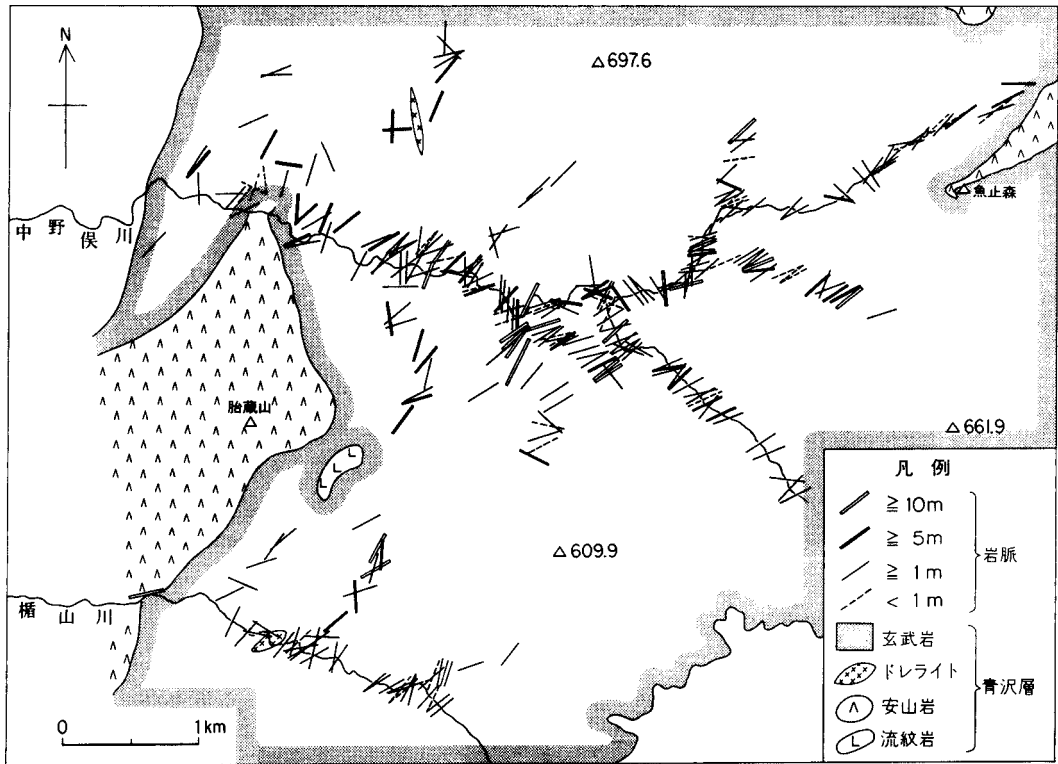 N
△697.6
魚止森
中野俣川
胎蔵山
△661.9
△609.9
楯山川
0 1km
凡例
≧10m
≧5m
≧1m
<1m
岩脈
玄武岩
ドレライト
安山岩
流紋岩
青沢層